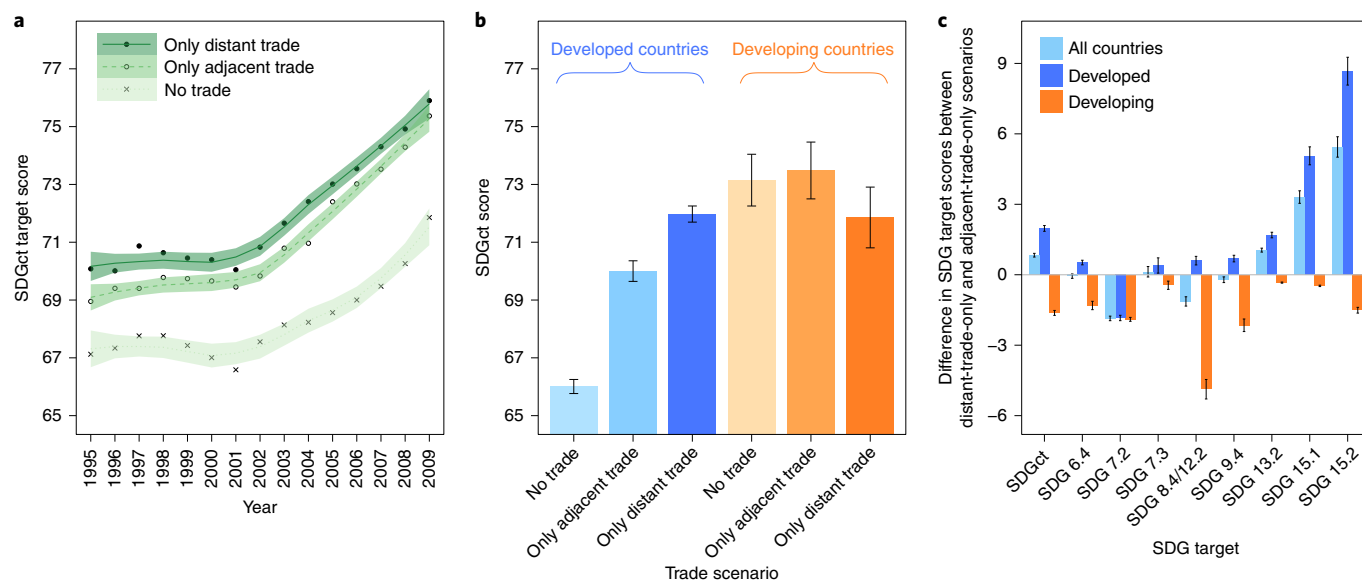 a
SDGct target score
77
75
73
71
69
67
65
Only distant trade
Only adjacent trade
No trade
1995
1996
1997
1998
1999
2000
2001
2002
2003
2004
2005
2006
2007
2008
2009
Year
b
SDGct score
77
75
73
71
69
67
65
Developed countries
Developing countries
No trade
Only adjacent trade
Only distant trade
No trade
Only adjacent trade
Only distant trade
Trade scenario
c
Difference in SDG target scores between
distant-trade-only and adjacent-trade-only scenarios
9
6
3
0
−3
−6
All countries
Developed
Developing
SDGct
SDG 6.4
SDG 7.2
SDG 7.3
SDG 8.4/12.2
SDG 9.4
SDG 13.2
SDG 15.1
SDG 15.2
SDG target